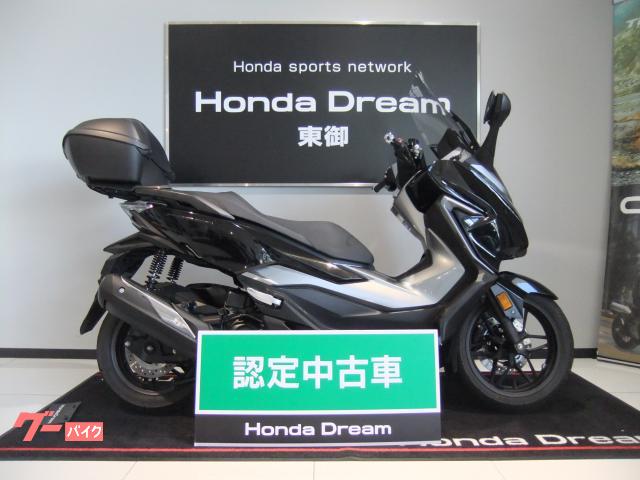 Honda sports network
Honda Dream
東御
認定中古車
Honda Dream
Honda Dream
グー
バイク